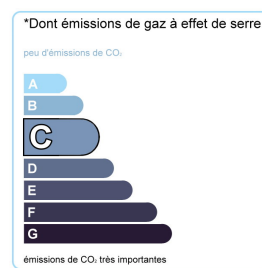 *Dont émissions de gaz à effet de serre
peu d'émissions de CO₂
A
B
C
D
E
F
G
émissions de CO₂ très importantes